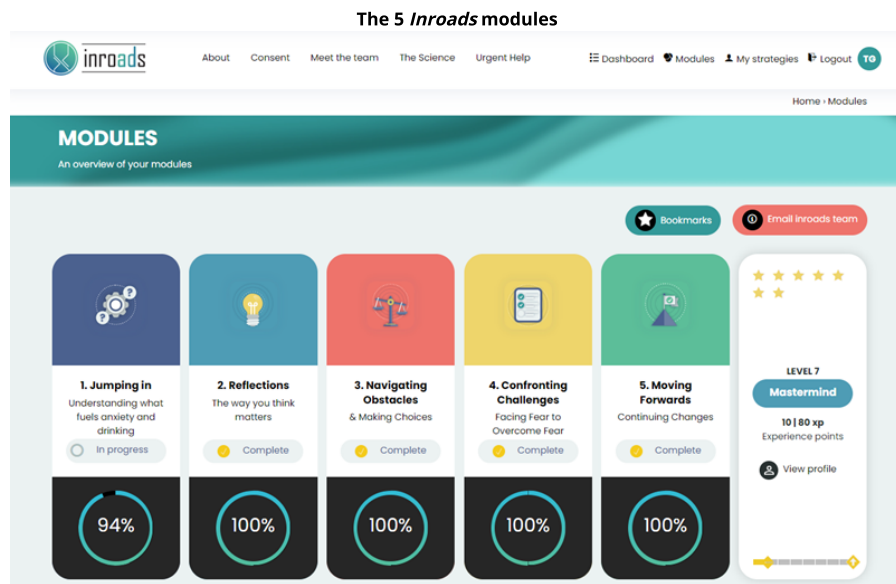 The 5 Inroads modules
inroads
About Consent Meet the team The Science Urgent Help
Dashboard Modules My strategies Logout TG
Home › Modules
MODULES
An overview of your modules
Bookmarks
Email inroads team
? ?
1. Jumping in
Understanding what
fuels anxiety and
drinking
In progress
94%
2. Reflections
The way you think
matters
Complete
100%
3. Navigating
Obstacles
& Making Choices
Complete
100%
4. Confronting
Challenges
Facing Fear to
Overcome Fear
Complete
100%
5. Moving
Forwards
Continuing Changes
Complete
100%
LEVEL 7
Mastermind
10 | 80 xp
Experience points
View profile